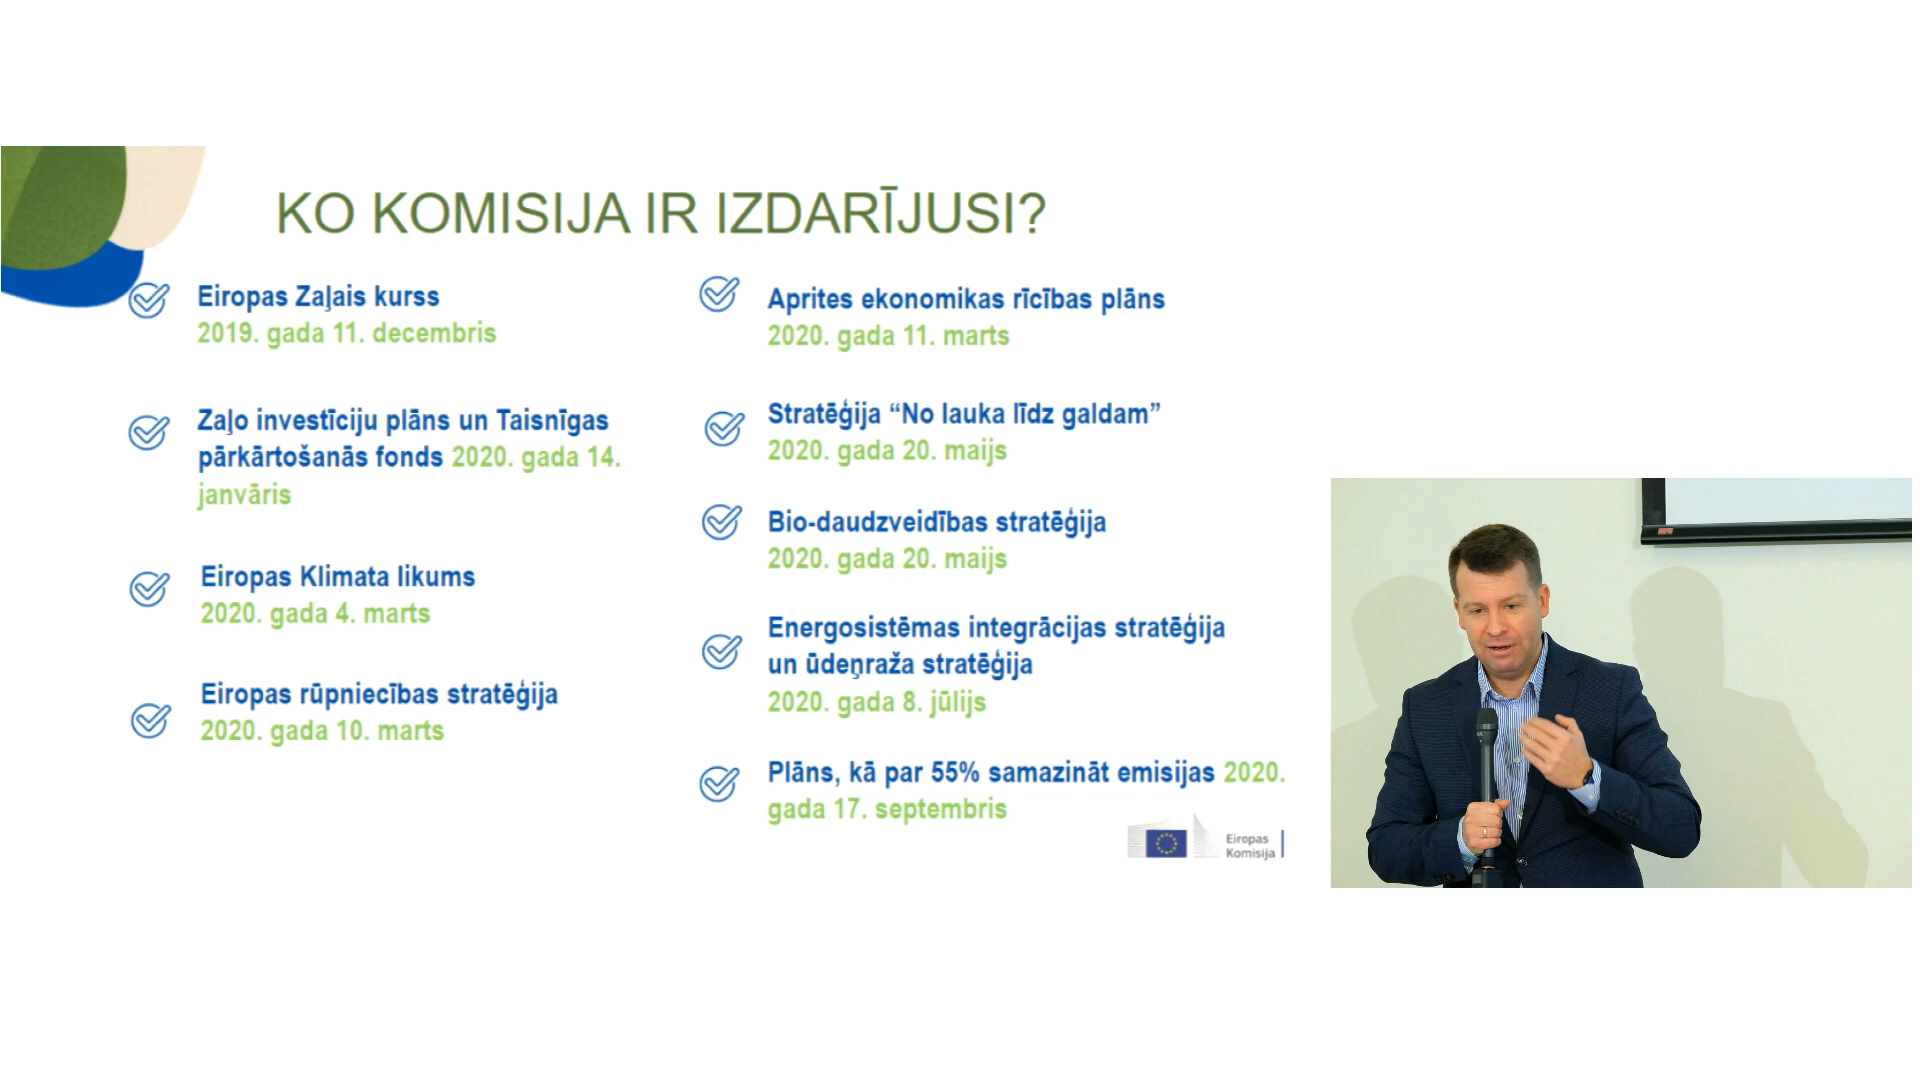 KO KOMISIJA IR IZDARĪJUSI?
Eiropas Zaļais kurss
2019. gada 11. decembris
Zaļo investīciju plāns un Taisnīgas
pārkārtošanās fonds 2020. gada 14.
janvāris
Eiropas Klimata likums
2020. gada 4. marts
Eiropas rūpniecības stratēģija
2020. gada 10. marts
Aprites ekonomikas rīcības plāns
2020. gada 11. marts
Stratēģija “No lauka līdz galdam”
2020. gada 20. maijs
Bio-daudzveidības stratēģija
2020. gada 20. maijs
Energosistēmas integrācijas stratēģija
un ūdeņraža stratēģija
2020. gada 8. jūlijs
Plāns, kā par 55% samazināt emisijas 2020.
gada 17. septembris
Eiropas
Komisija